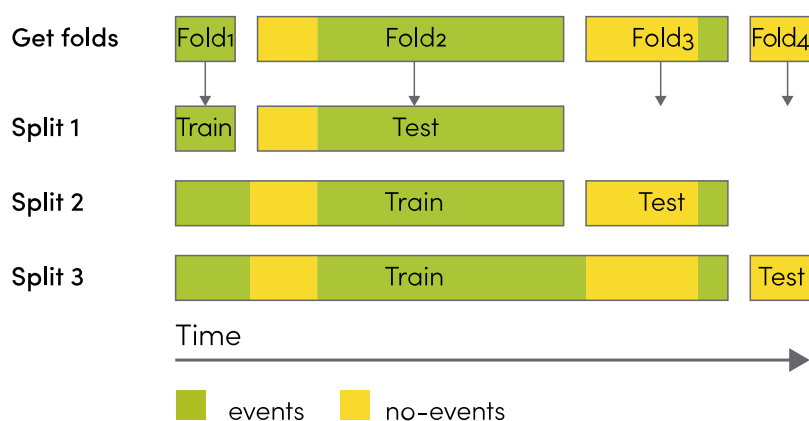 Get folds Fold1 Fold2 Fold3 Fold4
Split 1 Train Test
Split 2 Train Test
Split 3 Train Test
Time
events no-events